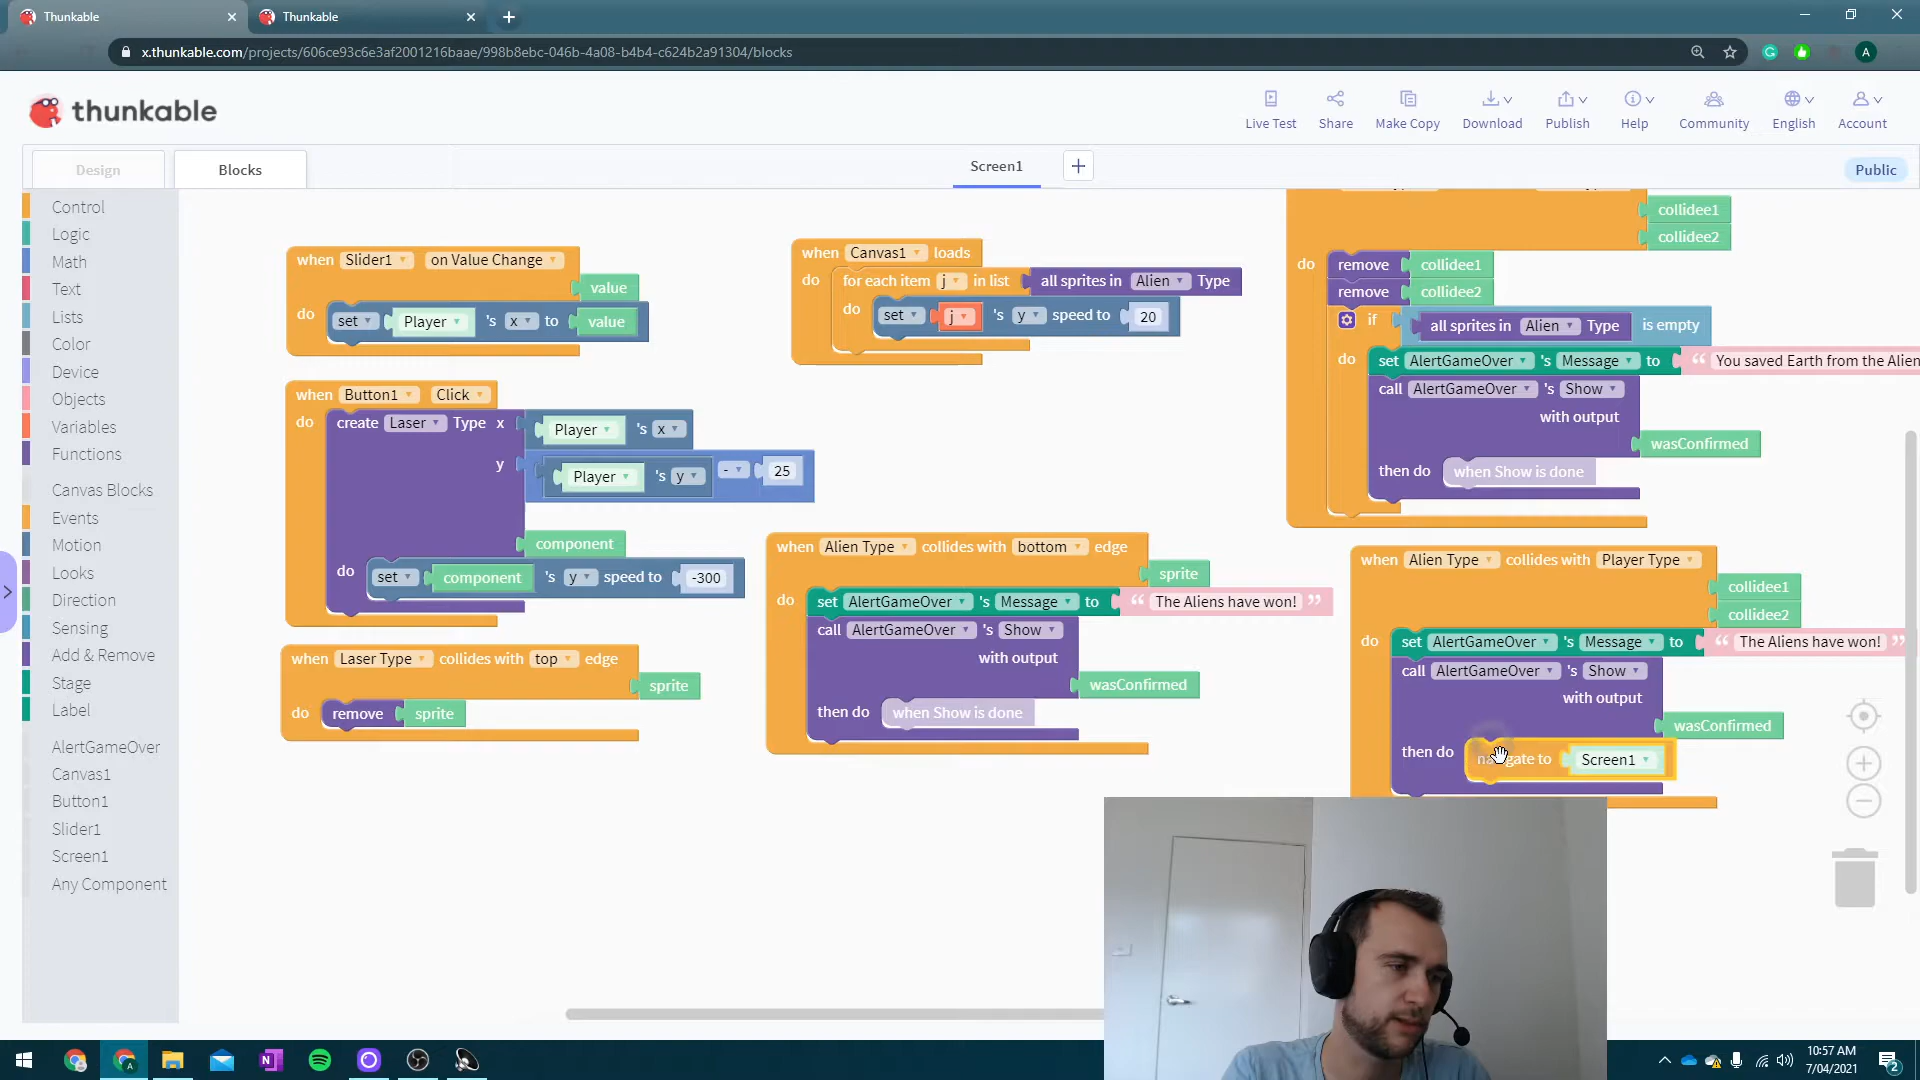 Thunkable
Thunkable
x.thunkable.com/projects/606ce93c6e3af2001216baae/998b8ebc-046b-4a08-b4b4-c624b2a91304/blocks
A
thunkable
Live Test
Share
Make Copy
Download
Publish
Help
Community
English
Account
Design
Blocks
Screen1
Public
Control
Logic
Math
Text
Lists
Color
Device
Objects
Variables
Functions
Canvas Blocks
Events
Motion
Looks
Direction
Sensing
Add & Remove
Stage
Label
AlertGameOver
Canvas1
Button1
Slider1
Screen1
Any Component
when Slider1 on Value Change
value
do set Player 's x to value
when Button1 Click
do create Laser Type x Player 's x
y Player 's y - 25
component
do set component 's y speed to -300
when Laser Type collides with top edge
sprite
do remove sprite
when Canvas1 loads
do for each item j in list all sprites in Alien Type
do set j 's y speed to 20
when Alien Type collides with bottom edge
sprite
do set AlertGameOver 's Message to “ The Aliens have won! ”
call AlertGameOver 's Show
with output
wasConfirmed
then do when Show is done
collidee1
collidee2
do remove collidee1
remove collidee2
if all sprites in Alien Type is empty
do set AlertGameOver 's Message to “ You saved Earth from the Alien
call AlertGameOver 's Show
with output
wasConfirmed
then do when Show is done
when Alien Type collides with Player Type
collidee1
collidee2
do set AlertGameOver 's Message to “ The Aliens have won! ”
call AlertGameOver 's Show
with output
wasConfirmed
then do navigate to Screen1
10:57 AM
7/04/2021
2